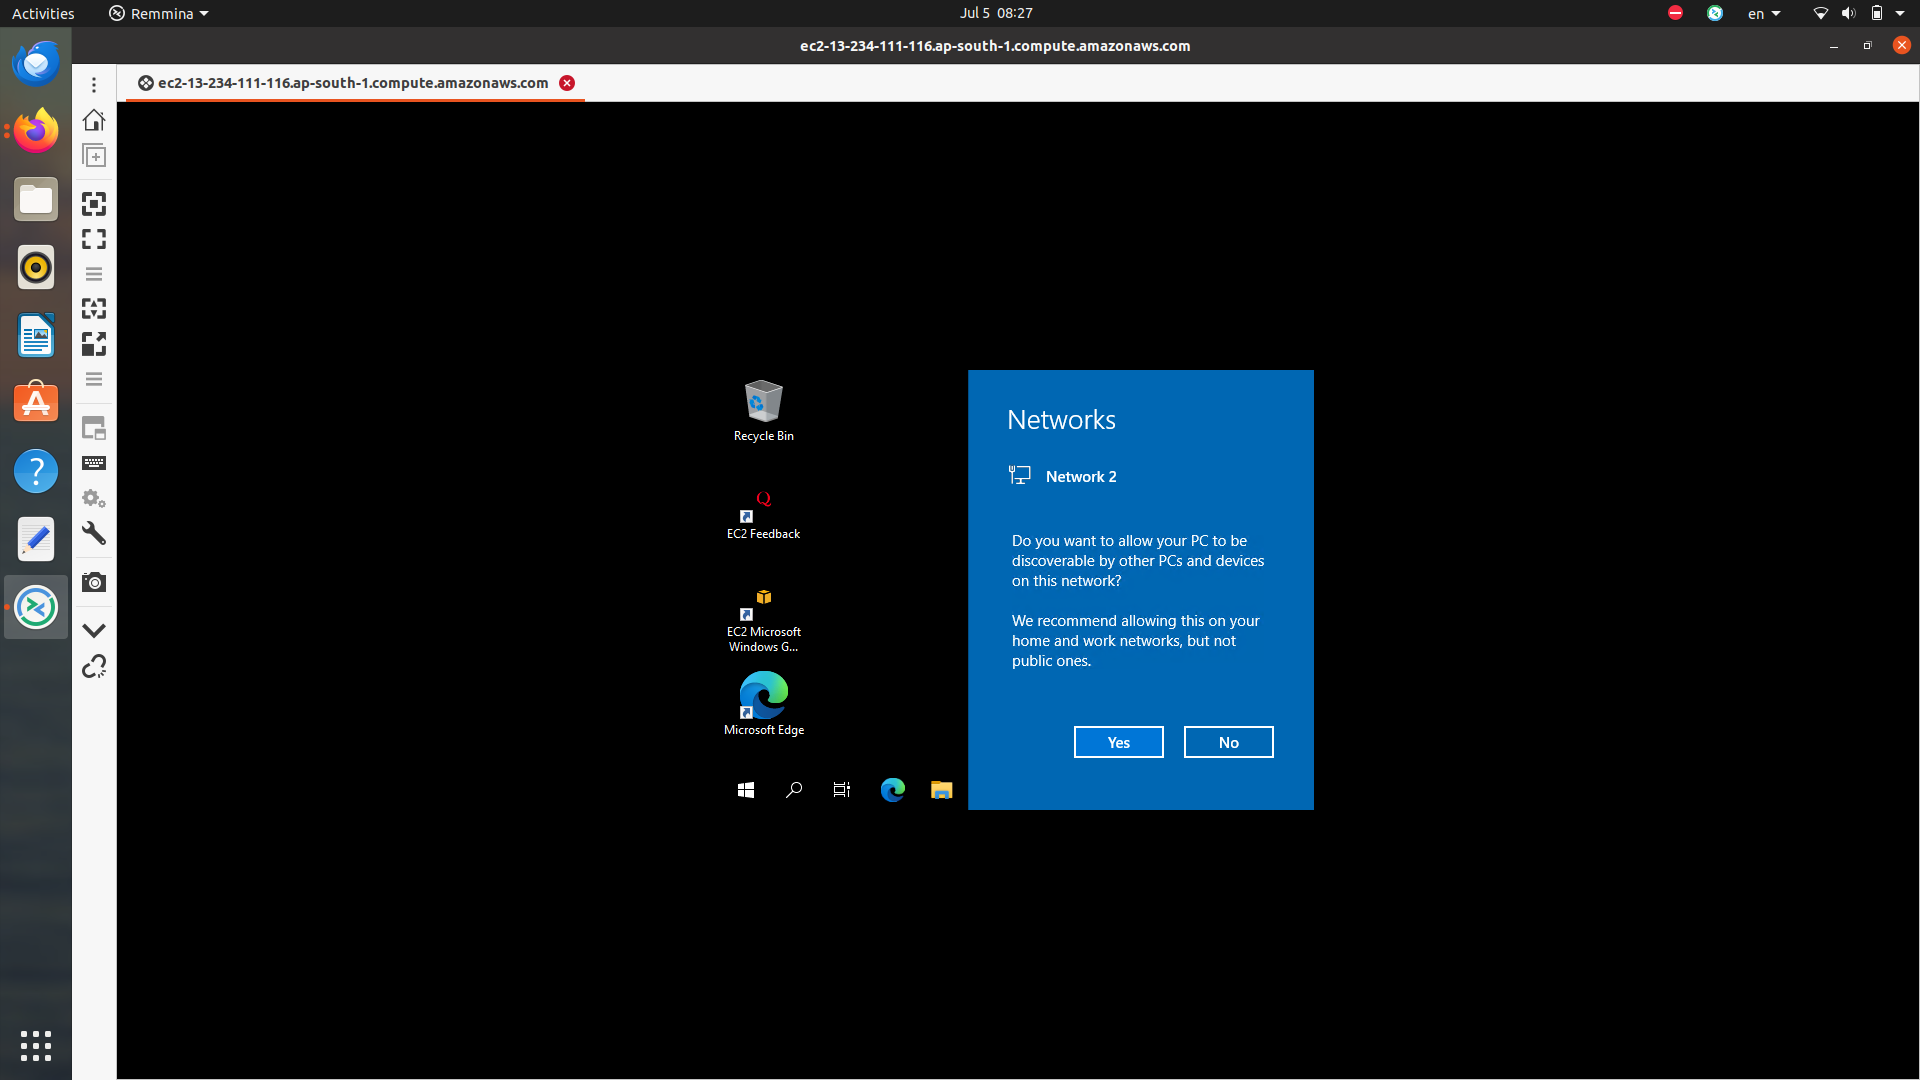 Activities
Remmina
Jul 5 08:27
en
ec2-13-234-111-116.ap-south-1.compute.amazonaws.com
ec2-13-234-111-116.ap-south-1.compute.amazonaws.com
Recycle Bin
Q
EC2 Feedback
EC2 Microsoft
Windows G...
Microsoft Edge
Networks
Network 2
Do you want to allow your PC to be
discoverable by other PCs and devices
on this network?
We recommend allowing this on your
home and work networks, but not
public ones.
Yes
No